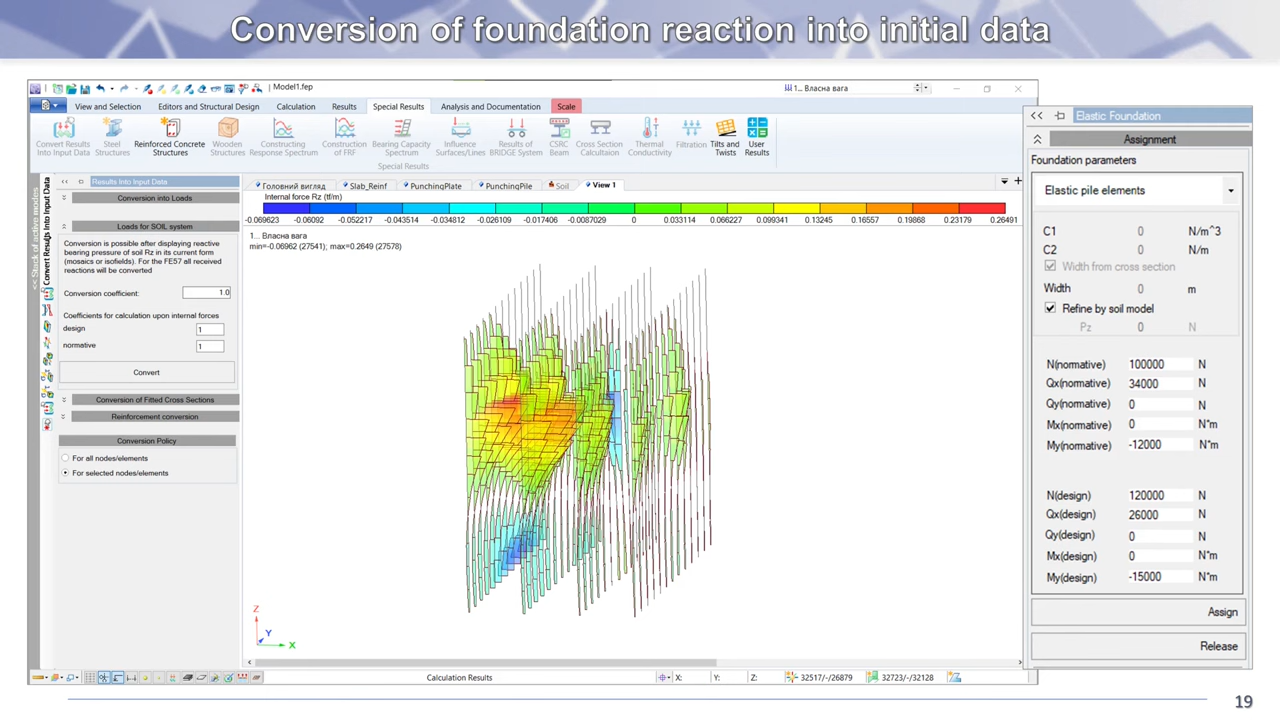 Conversion of foundation reaction into initial data
Model1.fep
1... Власна вага
View and Selection
Editors and Structural Design
Calculation
Results
Special Results
Analysis and Documentation
Scale
Convert Results
Into Input Data
Steel
Structures
Reinforced Concrete
Structures
Wooden
Structures
Constructing
Response Spectrum
Construction
of FRF
Bearing Capacity
Spectrum
Influence
Surfaces/Lines
Results of
BRIDGE System
CSRC
Beam
Cross Section
Calcultaion
Thermal
Conductivity
Filtration
Tilts and
Twists
User
Results
Special Results
<< Stack of active modes
Convert Results Into Input Data
Results Into Input Data
Conversion into Loads
Loads for SOIL system
Conversion is possible after displaying reactive
bearing pressure of soil Rz in its current form
(mosaics or isofields). For the FE57 all received
reactions will be converted
Conversion coefficient: 1.0
Coefficients for calculation upon internal forces
design 1
normative 1
Convert
Conversion of Fitted Cross Sections
Reinforcement conversion
Conversion Policy
For all nodes/elements
For selected nodes/elements
Головний вигляд
Slab_Reinf
PunchingPlate
PunchingPile
Soil
View 1
Internal force Rz (tf/m)
-0.069623 -0.06092 -0.052217 -0.043514 -0.034812 -0.026109 -0.017406 -0.0087029 0 0.033114 0.066227 0.099341 0.13245 0.16557 0.19868 0.23179 0.26491
1... Власна вага
min=-0.06962 (27541); max=0.2649 (27578)
Z
Y
X
Calculation Results
X:
Y:
Z:
32517/-/26879
32723/-/32128
Elastic Foundation
Assignment
Foundation parameters
Elastic pile elements
C1 0 N/m^3
C2 0 N/m
Width from cross section
Width 0 m
Refine by soil model
Pz 0 N
N(normative) 100000 N
Qx(normative) 34000 N
Qy(normative) 0 N
Mx(normative) 0 N*m
My(normative) -12000 N*m
N(design) 120000 N
Qx(design) 26000 N
Qy(design) 0 N
Mx(design) 0 N*m
My(design) -15000 N*m
Assign
Release
19